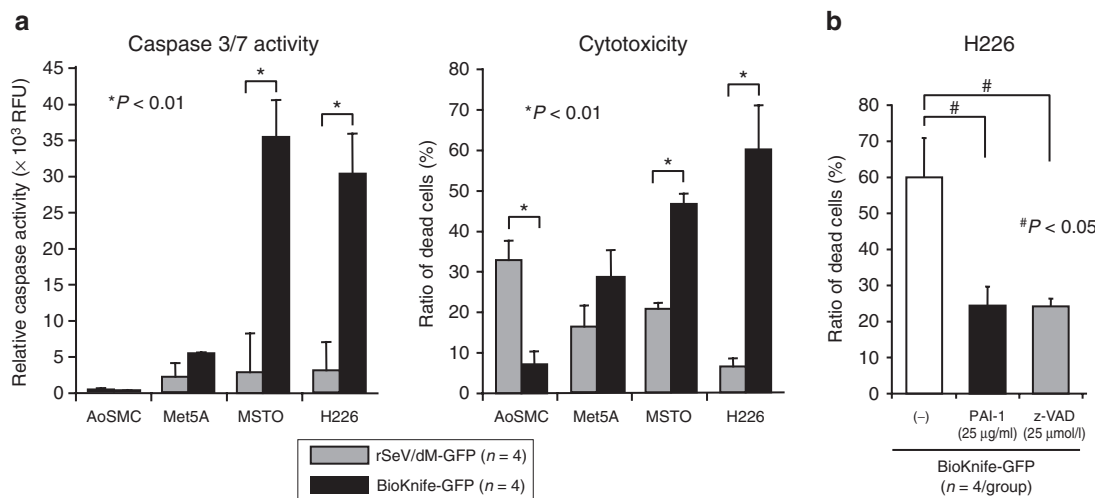 a
Caspase 3/7 activity
Relative caspase activity (× 10³ RFU)
45
40
35
30
25
20
15
10
5
0
*P < 0.01
*
*
AoSMC
Met5A
MSTO
H226
Cytotoxicity
Ratio of dead cells (%)
80
70
60
50
40
30
20
10
0
*P < 0.01
*
*
*
AoSMC
Met5A
MSTO
H226
rSeV/dM-GFP (n = 4)
BioKnife-GFP (n = 4)
b
H226
Ratio of dead cells (%)
80
70
60
50
40
30
20
10
0
#
#
#P < 0.05
(–)
PAI-1
(25 µg/ml)
z-VAD
(25 µmol/l)
BioKnife-GFP
(n = 4/group)